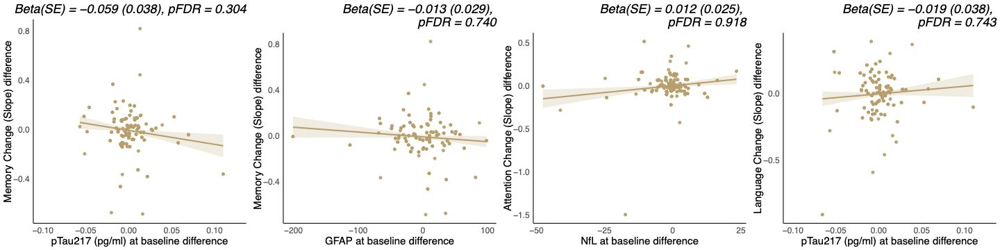 Beta(SE) = −0.059 (0.038), pFDR = 0.304
Memory Change (Slope) difference
0.8
0.4
0.0
−0.4
−0.10
−0.05
0.00
0.05
0.10
pTau217 (pg/ml) at baseline difference
Beta(SE) = −0.013 (0.029),
pFDR = 0.740
Memory Change (Slope) difference
0.8
0.4
0.0
−0.4
−200
−100
0
100
GFAP at baseline difference
Beta(SE) = 0.012 (0.025),
pFDR = 0.918
Attention Change (Slope) difference
0.5
0.0
−0.5
−1.0
−1.5
−50
−25
0
25
NfL at baseline difference
Beta(SE) = −0.019 (0.038),
pFDR = 0.743
Language Change (Slope) difference
0.0
−0.5
−0.10
−0.05
0.00
0.05
0.10
pTau217 (pg/ml) at baseline difference